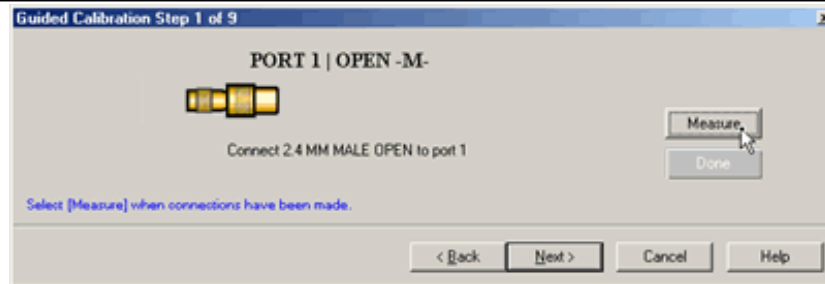 Guided Calibration Step 1 of 9
PORT 1 | OPEN -M-
Connect 2.4 MM MALE OPEN to port 1
Measure
Done
Select [Measure] when connections have been made.
< Back
Next >
Cancel
Help